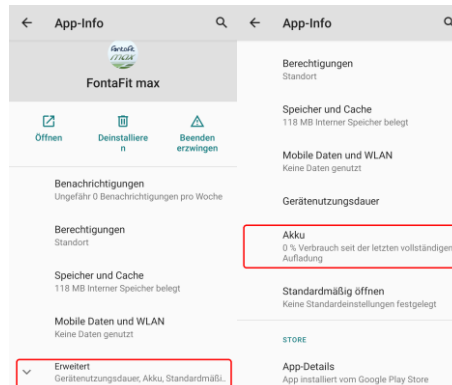 App-Info
FontaFit
max
FontaFit max
Öffnen
Deinstalliere
n
Beenden
erzwingen
Benachrichtigungen
Ungefähr 0 Benachrichtigungen pro Woche
Berechtigungen
Standort
Speicher und Cache
118 MB Interner Speicher belegt
Mobile Daten und WLAN
Keine Daten genutzt
Erweitert
Gerätenutzungsdauer, Akku, Standardmäßi..
App-Info
Berechtigungen
Standort
Speicher und Cache
118 MB Interner Speicher belegt
Mobile Daten und WLAN
Keine Daten genutzt
Gerätenutzungsdauer
Akku
0 % Verbrauch seit der letzten vollständigen
Aufladung
Standardmäßig öffnen
Keine Standardeinstellungen festgelegt
STORE
App-Details
App installiert vom Google Play Store